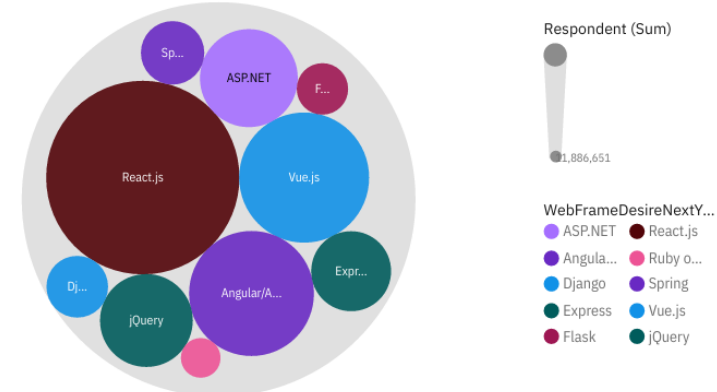 Sp...
ASP.NET
F...
React.js
Vue.js
Dj...
jQuery
Angular/A...
Expr...
Respondent (Sum)
11,886,651
WebFrameDesireNextY...
ASP.NET
React.js
Angula...
Ruby o...
Django
Spring
Express
Vue.js
Flask
jQuery